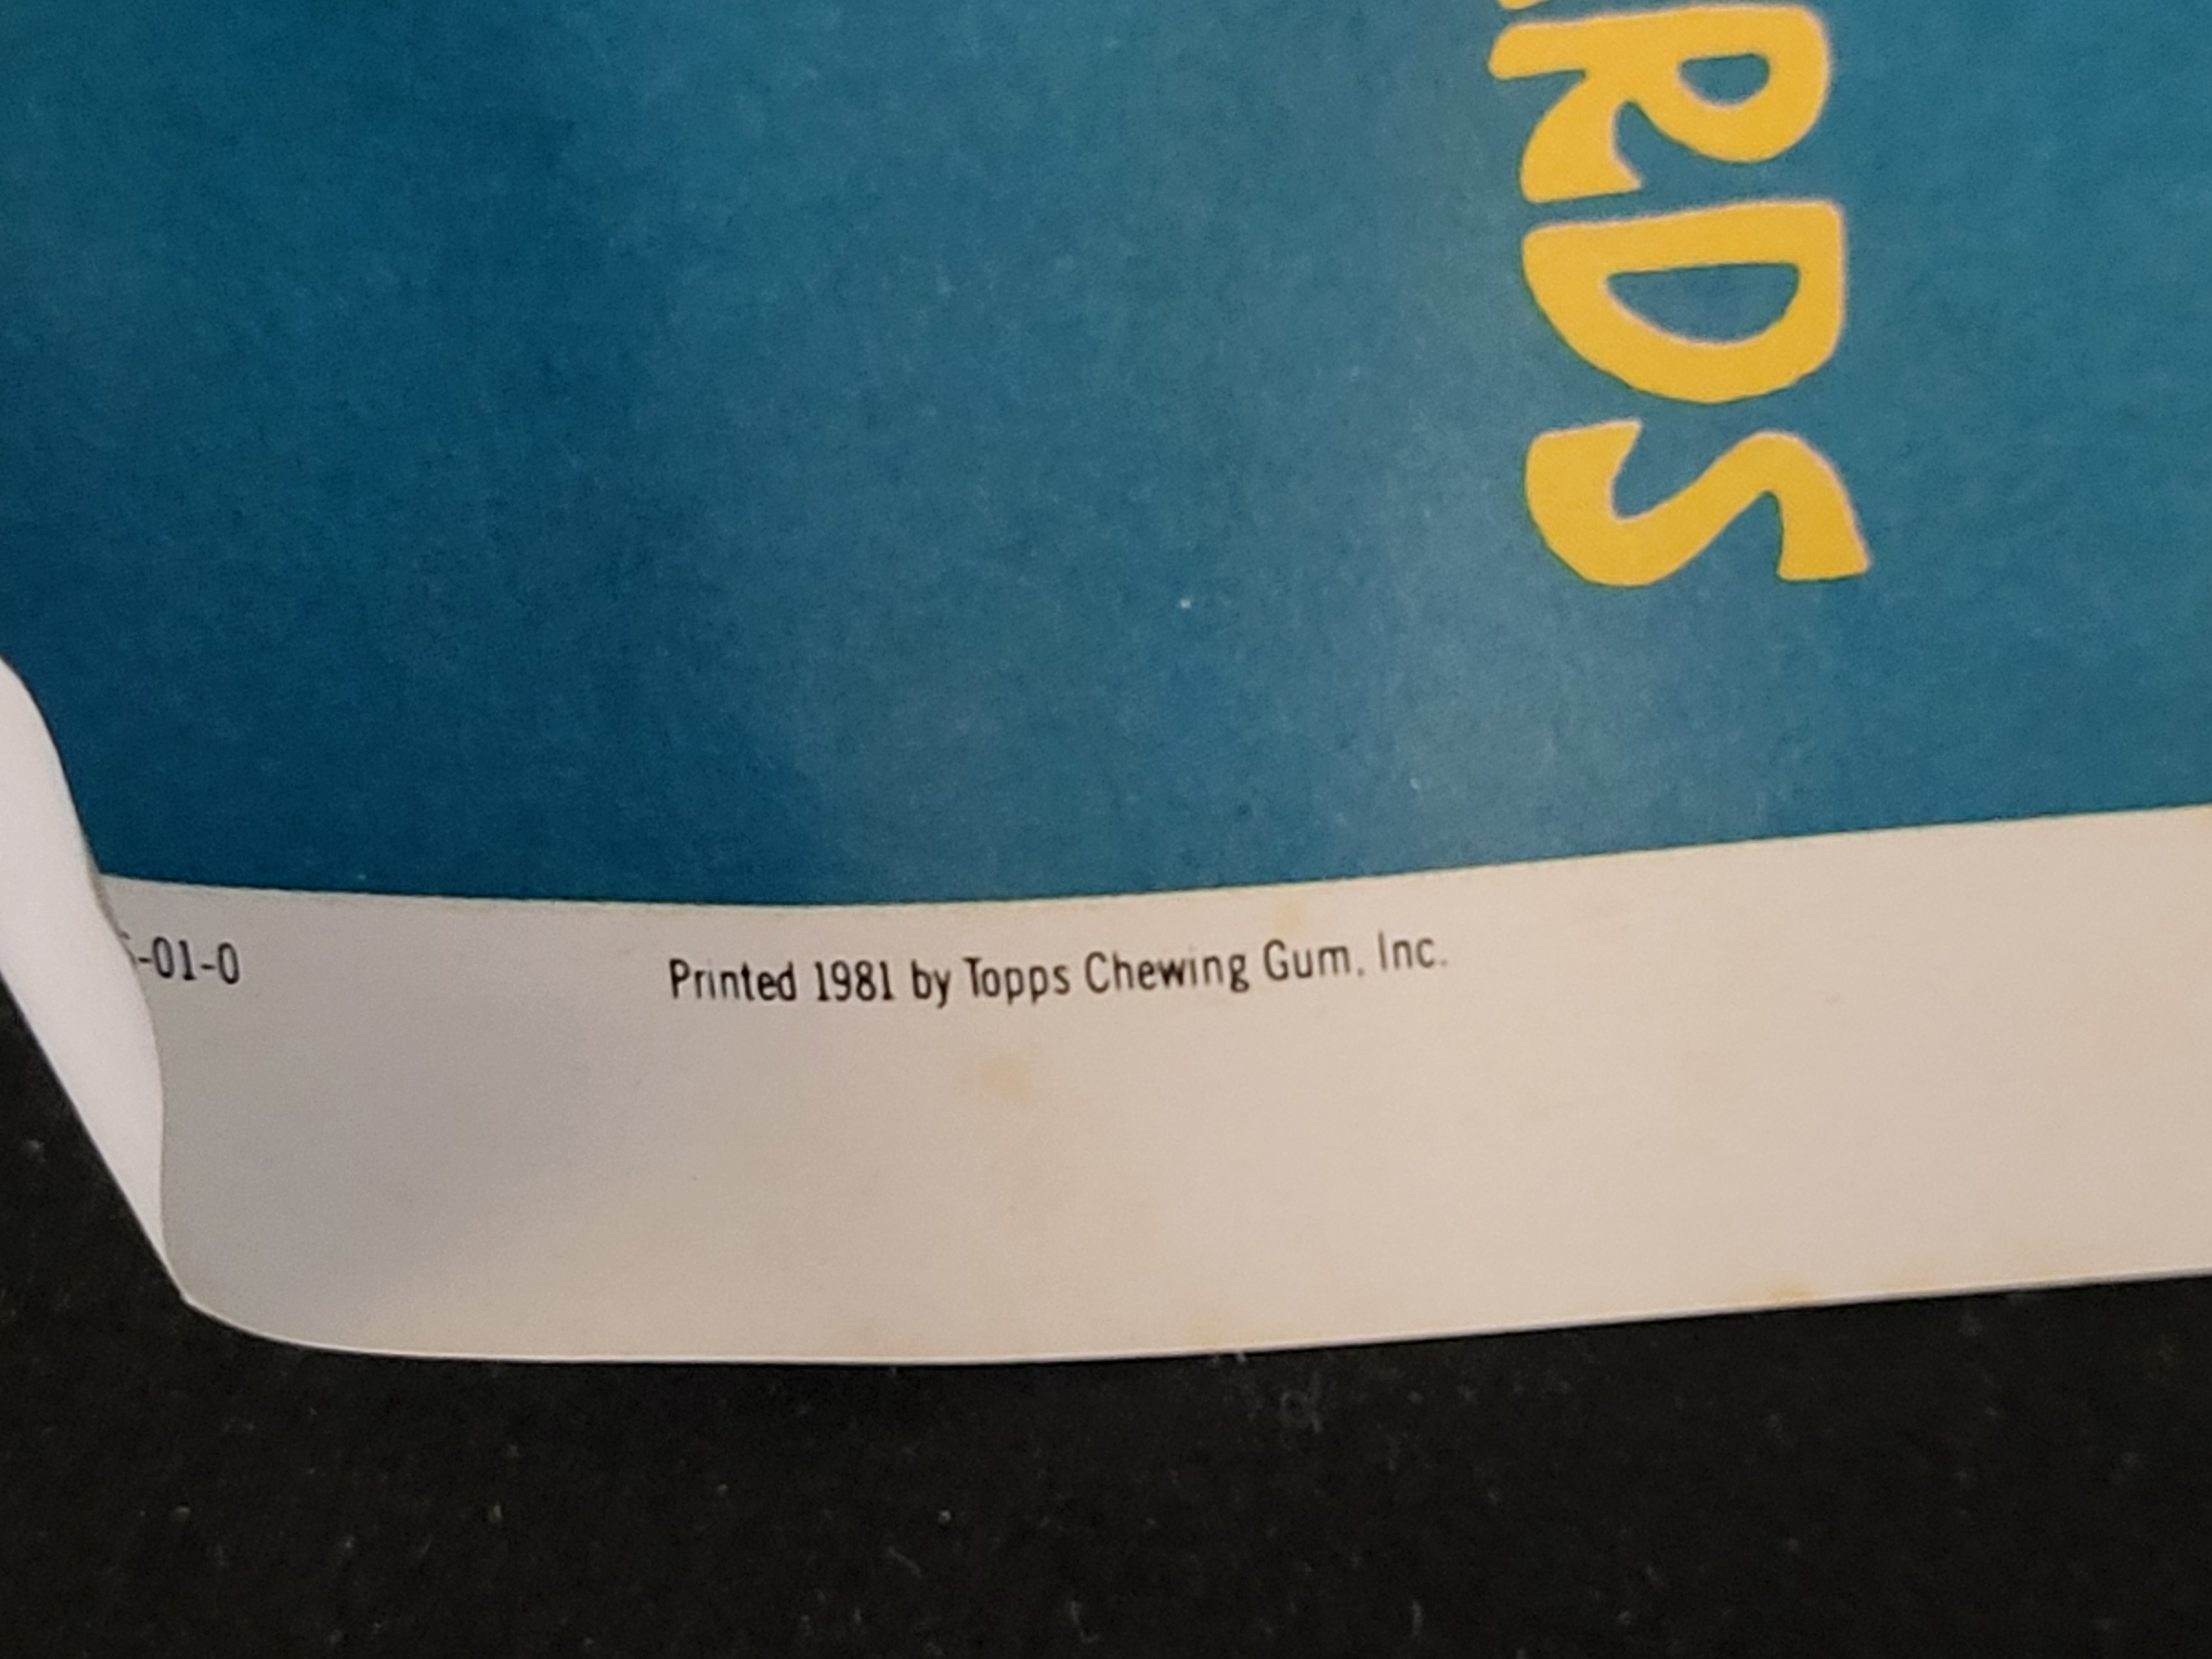 RDS
-01-0
Printed 1981 by Topps Chewing Gum, Inc.